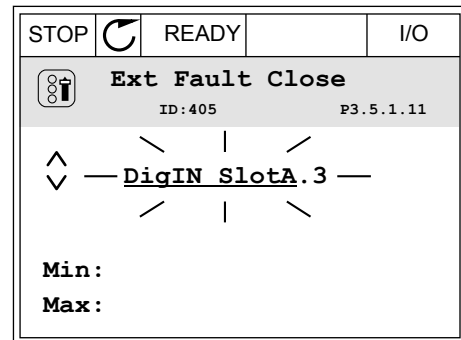 STOP READY I/O
Ext Fault Close
ID:405 P3.5.1.11
DigIN SlotA.3
Min:
Max: